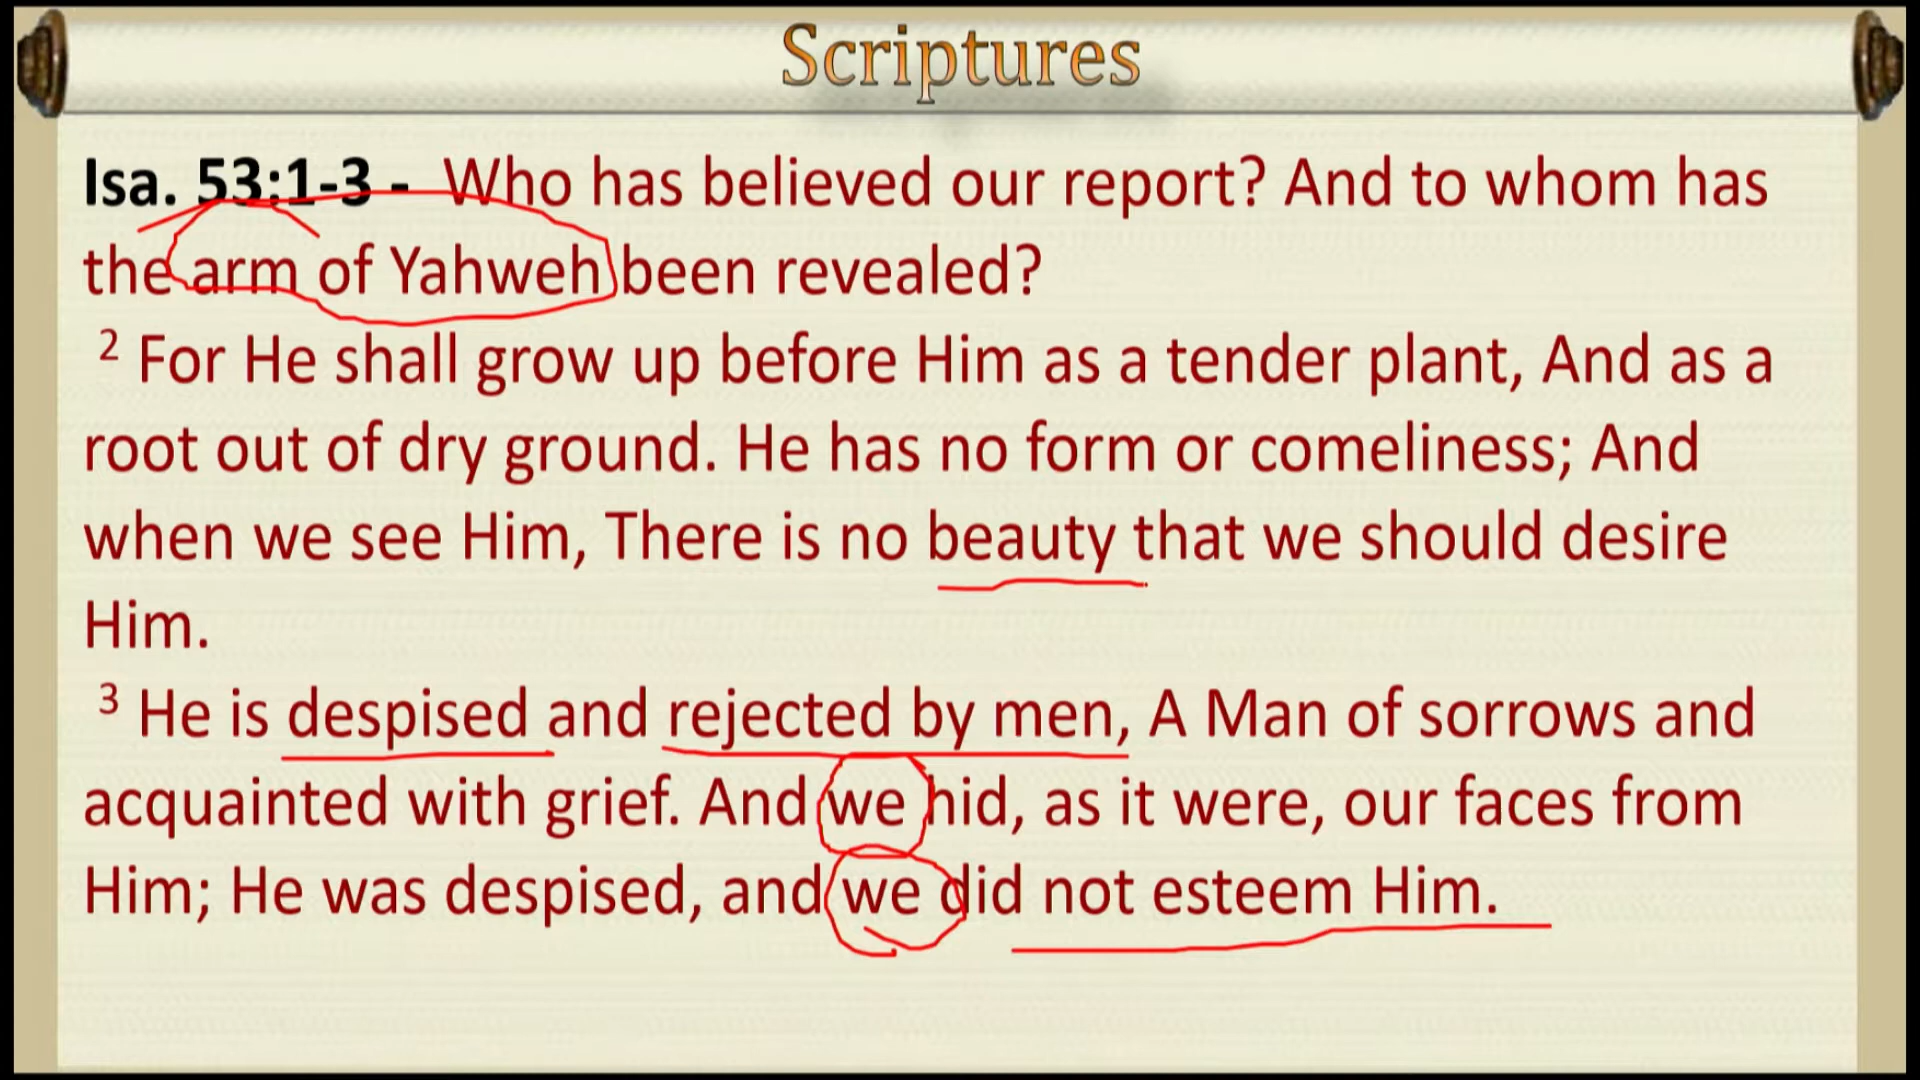 Scriptures
Isa. 53:1-3 - Who has believed our report? And to whom has
the arm of Yahweh been revealed?
2 For He shall grow up before Him as a tender plant, And as a
root out of dry ground. He has no form or comeliness; And
when we see Him, There is no beauty that we should desire
Him.
3 He is despised and rejected by men, A Man of sorrows and
acquainted with grief. And we hid, as it were, our faces from
Him; He was despised, and we did not esteem Him.